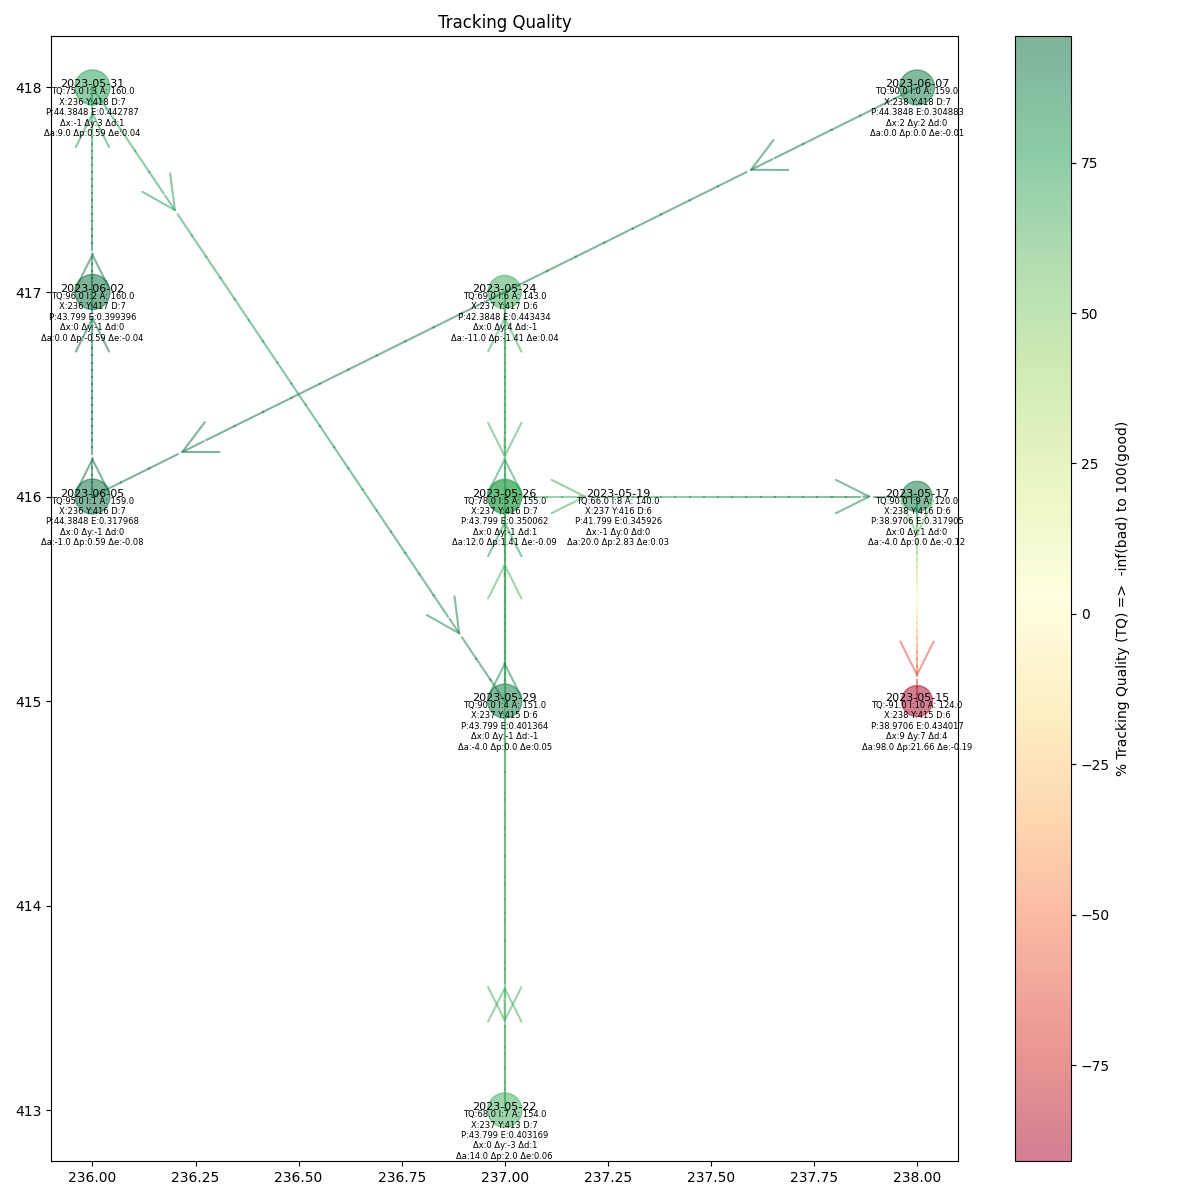 Tracking Quality
418
417
416
415
414
413
2023-05-31
TQ:75.0 I:3 A: 160.0
X:236 Y:418 D:7
P:44.3848 E:0.442787
Δx:-1 Δy:3 Δd:1
Δa:9.0 Δp:0.59 Δe:0.04
2023-06-07
TQ:90.0 I:0 A: 159.0
X:238 Y:418 D:7
P:44.3848 E:0.304883
Δx:2 Δy:2 Δd:0
Δa:0.0 Δp:0.0 Δe:-0.01
2023-06-02
TQ:96.0 I:2 A: 160.0
X:236 Y:417 D:7
P:43.799 E:0.399396
Δx:0 Δy:-1 Δd:0
Δa:0.0 Δp:-0.59 Δe:-0.04
2023-05-24
TQ:69.0 I:6 A: 143.0
X:237 Y:417 D:6
P:42.3848 E:0.443434
Δx:0 Δy:4 Δd:-1
Δa:-11.0 Δp:-1.41 Δe:0.04
2023-06-05
TQ:95.0 I:1 A: 159.0
X:236 Y:416 D:7
P:44.3848 E:0.317968
Δx:0 Δy:-1 Δd:0
Δa:-1.0 Δp:0.59 Δe:-0.08
2023-05-26
TQ:78.0 I:5 A: 155.0
X:237 Y:416 D:7
P:43.799 E:0.350062
Δx:0 Δy:-1 Δd:1
Δa:12.0 Δp:1.41 Δe:-0.09
2023-05-19
TQ:66.0 I:8 A: 140.0
X:237 Y:416 D:6
P:41.799 E:0.345926
Δx:-1 Δy:0 Δd:0
Δa:20.0 Δp:2.83 Δe:0.03
2023-05-17
TQ:90.0 I:9 A: 120.0
X:238 Y:416 D:6
P:38.9706 E:0.317905
Δx:0 Δy:1 Δd:0
Δa:-4.0 Δp:0.0 Δe:-0.12
2023-05-29
TQ:90.0 I:4 A: 151.0
X:237 Y:415 D:6
P:43.799 E:0.401364
Δx:0 Δy:-1 Δd:-1
Δa:-4.0 Δp:0.0 Δe:0.05
2023-05-15
TQ:-91.0 I:10 A: 124.0
X:238 Y:415 D:6
P:38.9706 E:0.434017
Δx:9 Δy:7 Δd:4
Δa:98.0 Δp:21.66 Δe:-0.19
2023-05-22
TQ:68.0 I:7 A: 154.0
X:237 Y:413 D:7
P:43.799 E:0.403169
Δx:0 Δy:-3 Δd:1
Δa:14.0 Δp:2.0 Δe:0.06
236.00 236.25 236.50 236.75 237.00 237.25 237.50 237.75 238.00
75
50
25
0
−25
−50
−75
% Tracking Quality (TQ) => -inf(bad) to 100(good)